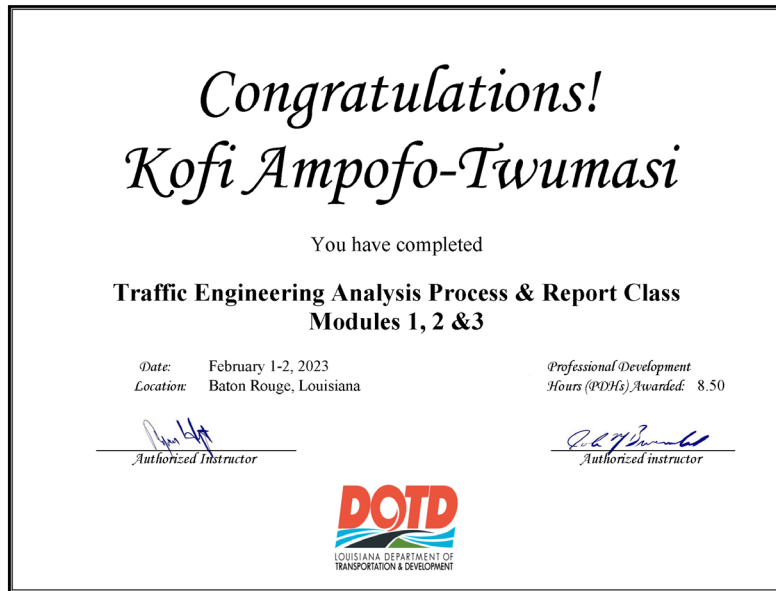 Congratulations!
Kofi Ampofo-Twumasi
You have completed
Traffic Engineering Analysis Process & Report Class
Modules 1, 2 &3
Date: February 1-2, 2023
Location: Baton Rouge, Louisiana
Professional Development
Hours (PDHs) Awarded: 8.50
Authorized Instructor
Authorized instructor
DOTD
LOUISIANA DEPARTMENT OF
TRANSPORTATION & DEVELOPMENT